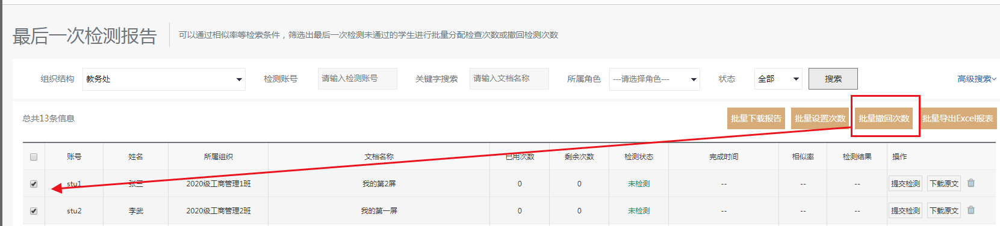 最后一次检测报告 可以通过相似率等检索条件，筛选出最后一次检测未通过的学生进行批量分配检查次数或撤回检测次数
组织结构 教务处 检测账号 请输入检测账号 关键字搜索 请输入文档名称 所属角色 ---请选择角色--- 状态 全部 搜索 高级搜索
总共13条信息 批量下载报告 批量设置次数 批量撤回次数 批量导出Excel报表
账号 姓名 所属组织 文档名称 已用次数 剩余次数 检测状态 完成时间 相似率 检测结果 操作
stu1 张三 2020级工商管理1班 我的第2屏 0 0 未检测 -- -- -- 提交检测 下载原文
stu2 李武 2020级工商管理2班 我的第一屏 0 0 未检测 -- -- -- 提交检测 下载原文